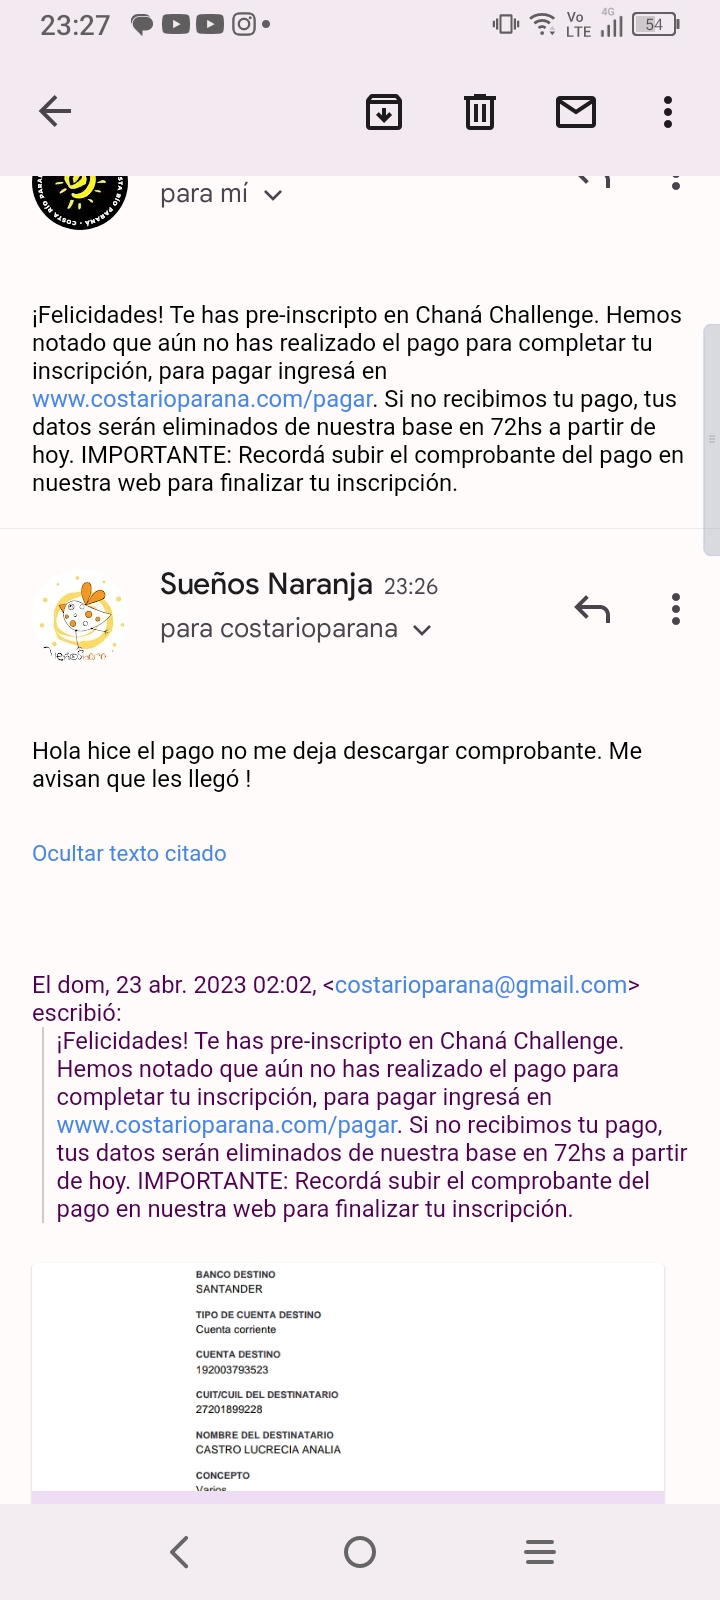 23:27
Vo
LTE
4G
54
para mí
¡Felicidades! Te has pre-inscripto en Chaná Challenge. Hemos
notado que aún no has realizado el pago para completar tu
inscripción, para pagar ingresá en
www.costarioparana.com/pagar. Si no recibimos tu pago, tus
datos serán eliminados de nuestra base en 72hs a partir de
hoy. IMPORTANTE: Recordá subir el comprobante del pago en
nuestra web para finalizar tu inscripción.
Sueños Naranja 23:26
para costarioparana
Hola hice el pago no me deja descargar comprobante. Me
avisan que les llegó !
Ocultar texto citado
El dom, 23 abr. 2023 02:02, <costarioparana@gmail.com>
escribió:
¡Felicidades! Te has pre-inscripto en Chaná Challenge.
Hemos notado que aún no has realizado el pago para
completar tu inscripción, para pagar ingresá en
www.costarioparana.com/pagar. Si no recibimos tu pago,
tus datos serán eliminados de nuestra base en 72hs a partir
de hoy. IMPORTANTE: Recordá subir el comprobante del
pago en nuestra web para finalizar tu inscripción.
BANCO DESTINO
SANTANDER
TIPO DE CUENTA DESTINO
Cuenta corriente
CUENTA DESTINO
192003793523
CUIT/CUIL DEL DESTINATARIO
27201899228
NOMBRE DEL DESTINATARIO
CASTRO LUCRECIA ANALIA
CONCEPTO
Varios